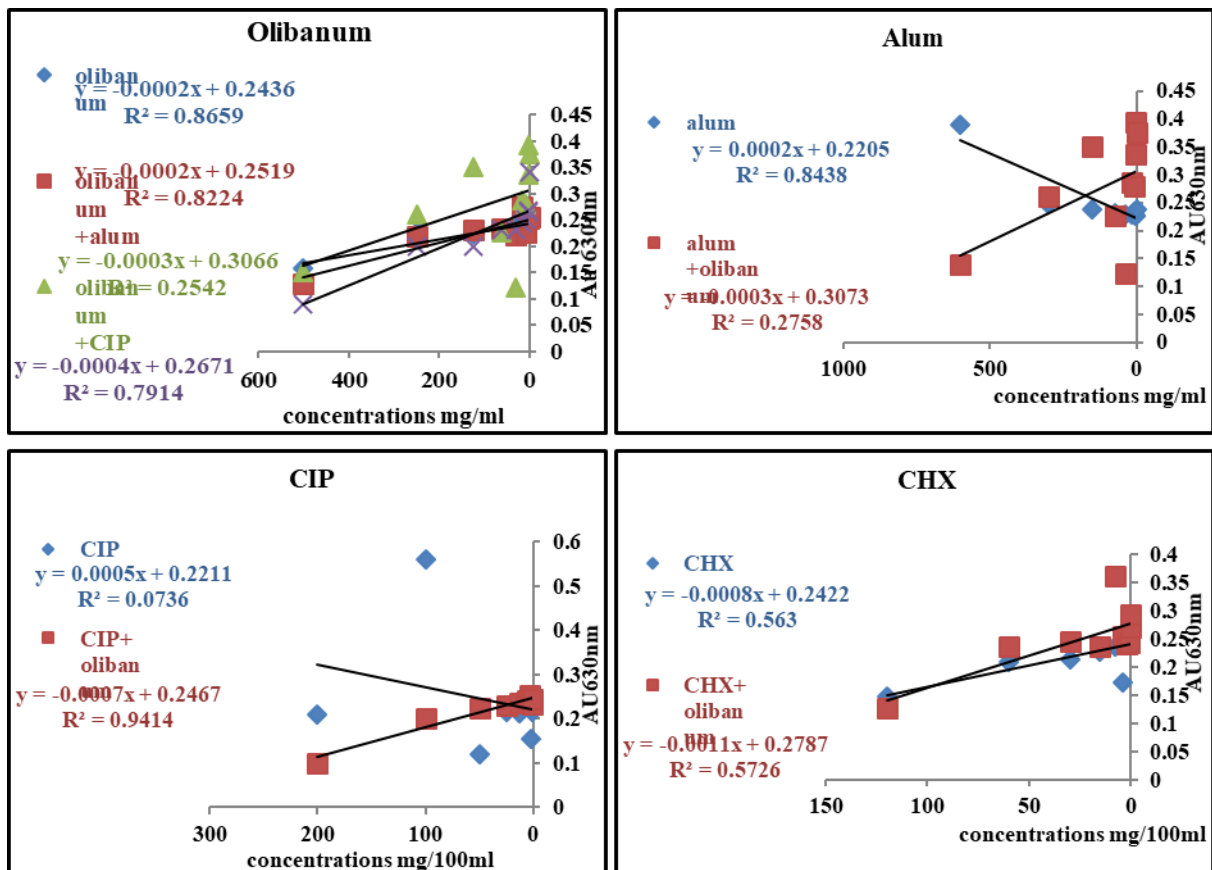 Olibanum
oliban
y = -0.0002x + 0.2436
um
R² = 0.8659
y = -0.0002x + 0.2519
oliban
R² = 0.8224
um
+alum
y = -0.0003x + 0.3066
oliban
R² = 0.2542
um
+CIP
y = -0.0004x + 0.2671
R² = 0.7914
0.45
0.4
0.35
0.3
0.25
0.2
0.15
0.1
0.05
0
Au 630nm
600
400
200
0
concentrations mg/ml
Alum
alum
y = 0.0002x + 0.2205
R² = 0.8438
alum
+oliban
um
y = -0.0003x + 0.3073
R² = 0.2758
0.45
0.4
0.35
0.3
0.25
0.2
0.15
0.1
0.05
0
AU630nm
1000
500
0
concentrations mg/ml
CIP
CIP
y = 0.0005x + 0.2211
R² = 0.0736
CIP+
oliban
um
y = -0.0007x + 0.2467
R² = 0.9414
0.6
0.5
0.4
0.3
0.2
0.1
0
AU630nm
300
200
100
0
concentrations mg/100ml
CHX
CHX
y = -0.0008x + 0.2422
R² = 0.563
CHX+
oliban
um
y = -0.0011x + 0.2787
R² = 0.5726
0.4
0.35
0.3
0.25
0.2
0.15
0.1
0.05
0
AU630nm
150
100
50
0
concentrations mg/100ml